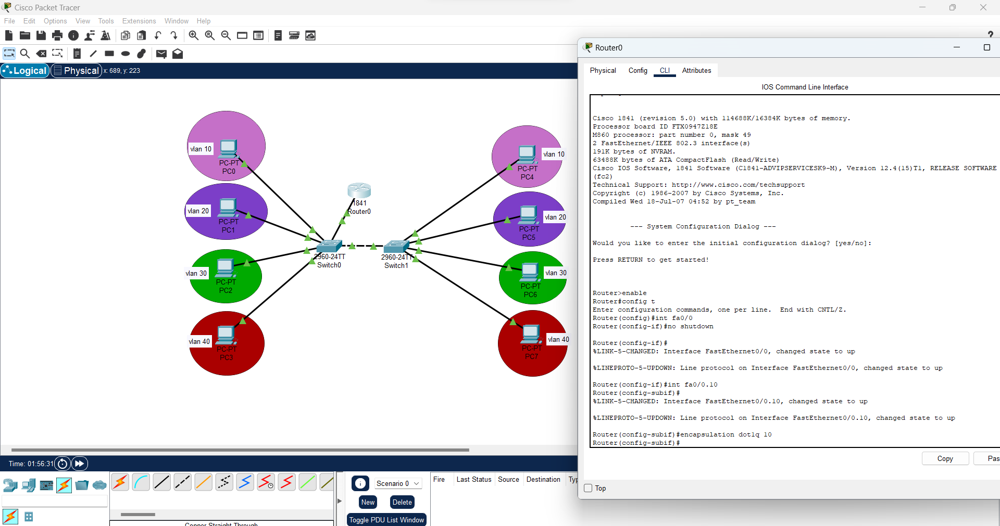 Cisco Packet Tracer
File Edit Options View Tools Extensions Window Help
Logical Physical x: 689, y: 223
vlan 10
PC-PT
PC0
vlan 20
PC-PT
PC1
vlan 30
PC-PT
PC2
vlan 40
PC-PT
PC3
1841
Router0
2960-24TT
Switch0
2960-24TT
Switch1
vlan 10
PC-PT
PC4
vlan 20
PC-PT
PC5
vlan 30
PC-PT
PC6
vlan 40
PC-PT
PC7
Router0
Physical Config CLI Attributes
IOS Command Line Interface
Cisco 1841 (revision 5.0) with 114688K/16384K bytes of memory.
Processor board ID FTX0947Z18E
M860 processor: part number 0, mask 49
2 FastEthernet/IEEE 802.3 interface(s)
191K bytes of NVRAM.
63488K bytes of ATA CompactFlash (Read/Write)
Cisco IOS Software, 1841 Software (C1841-ADVIPSERVICESK9-M), Version 12.4(15)T1, RELEASE SOFTWARE
(fc2)
Technical Support: http://www.cisco.com/techsupport
Copyright (c) 1986-2007 by Cisco Systems, Inc.
Compiled Wed 18-Jul-07 04:52 by pt_team
--- System Configuration Dialog ---
Would you like to enter the initial configuration dialog? [yes/no]:
Press RETURN to get started!
Router>enable
Router#config t
Enter configuration commands, one per line. End with CNTL/Z.
Router(config)#int fa0/0
Router(config-if)#no shutdown
Router(config-if)#
%LINK-5-CHANGED: Interface FastEthernet0/0, changed state to up
%LINEPROTO-5-UPDOWN: Line protocol on Interface FastEthernet0/0, changed state to up
Router(config-if)#int fa0/0.10
Router(config-subif)#
%LINK-5-CHANGED: Interface FastEthernet0/0.10, changed state to up
%LINEPROTO-5-UPDOWN: Line protocol on Interface FastEthernet0/0.10, changed state to up
Router(config-subif)#encapsulation dot1q 10
Router(config-subif)#
Copy Pas
Top
Time: 01:56:31
Scenario 0
New Delete
Toggle PDU List Window
Fire Last Status Source Destination Typ
Copper Straight-Through